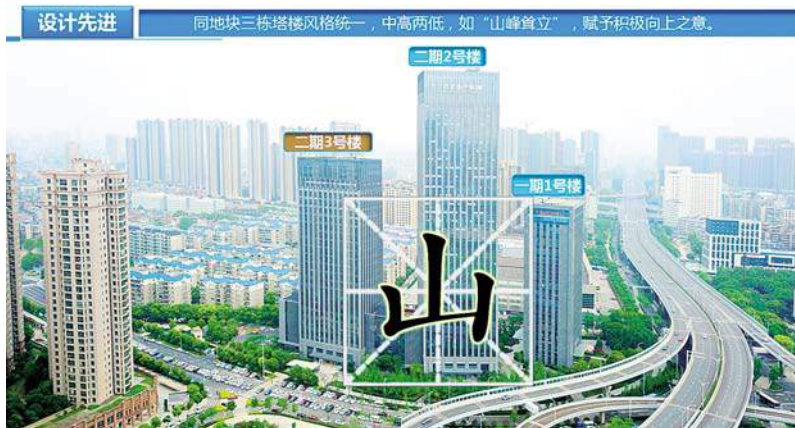 设计先进
同地块三栋塔楼风格统一，中高两低，如“山峰耸立”，赋予积极向上之意。
二期2号楼
二期3号楼
一期1号楼
山